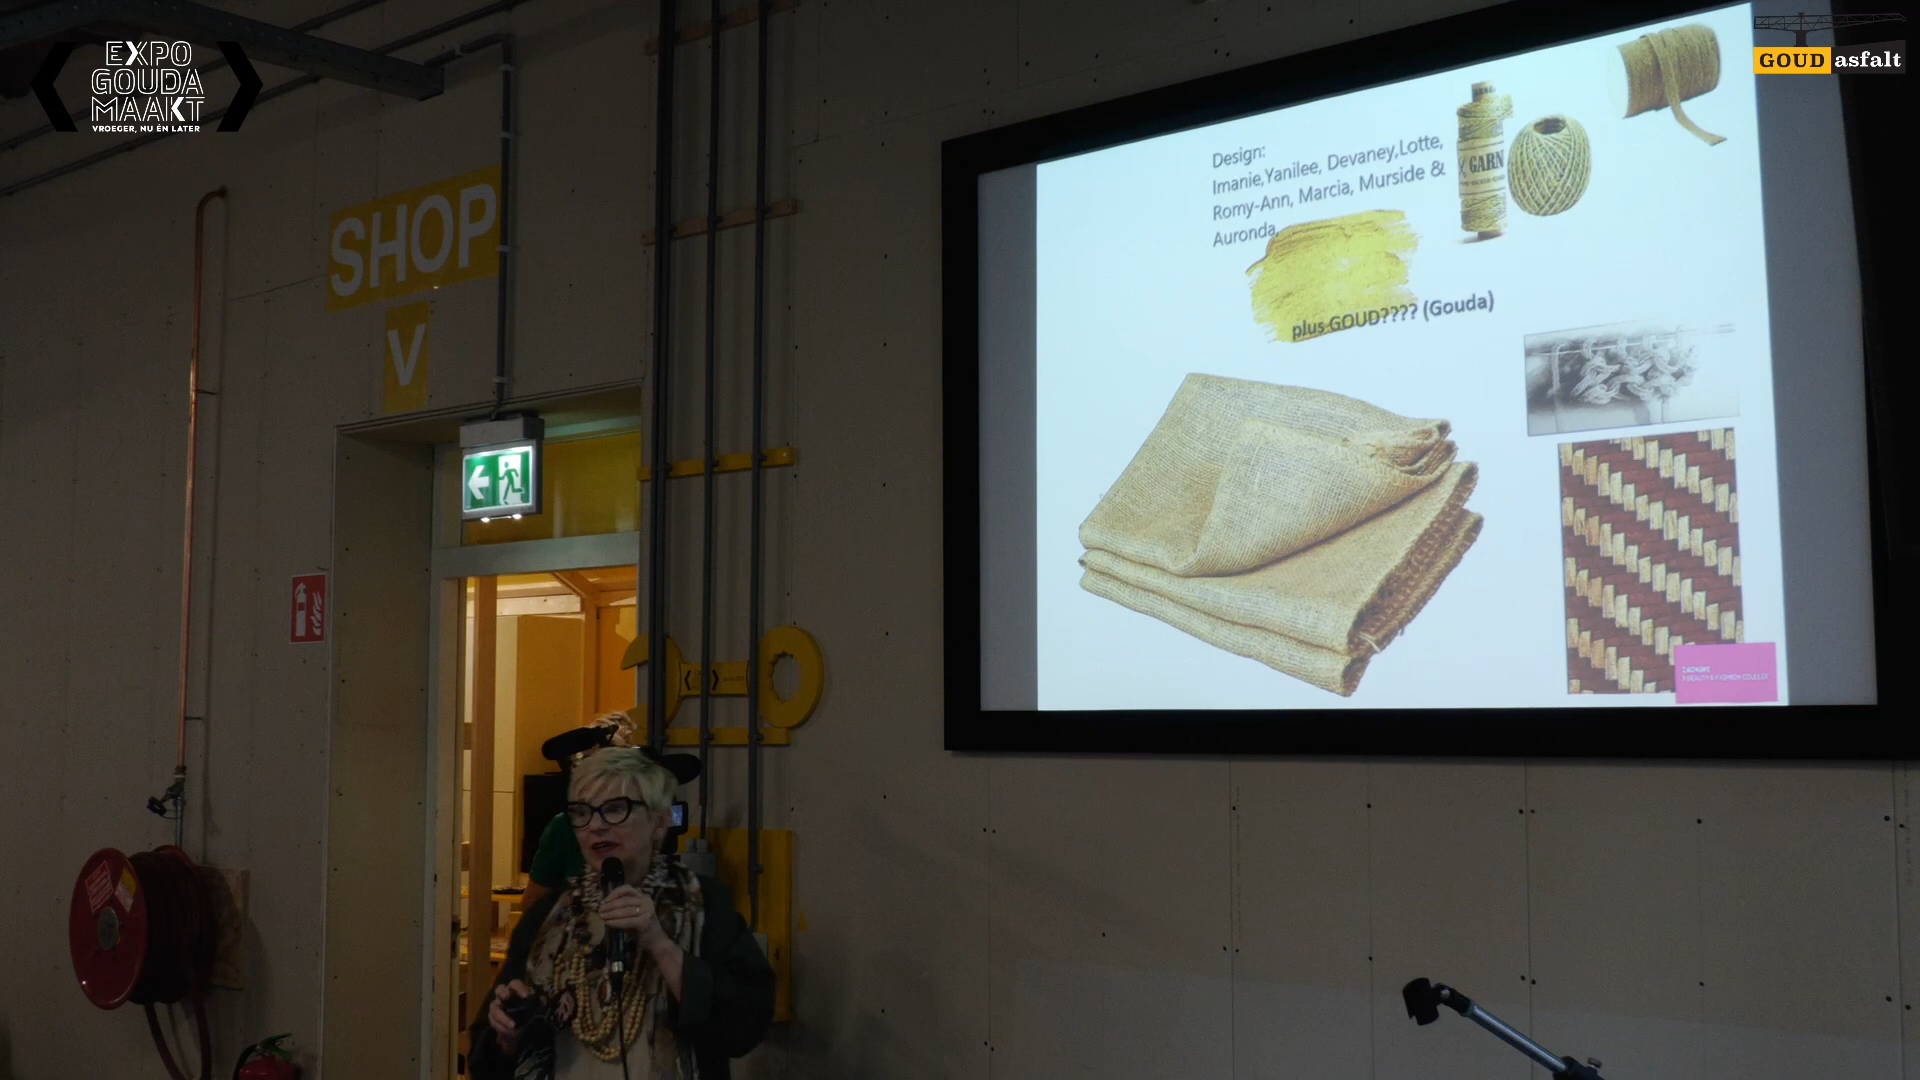 EXPO
GOUDA
MAAKT
VROEGER, NU ÉN LATER
GOUD asfalt
SHOP
V
Design:
Imanie,Yanilee, Devaney,Lotte,
Romy-Ann, Marcia, Murside &
Auronda,
plus GOUD???? (Gouda)
GARN